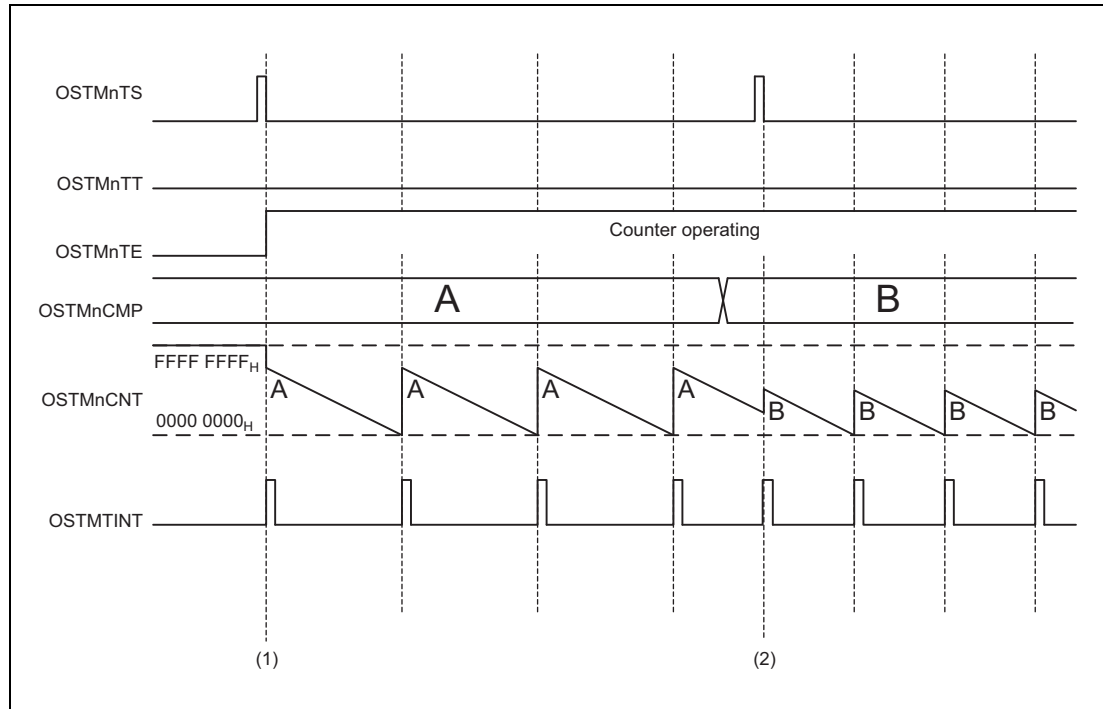 OSTMnTS
OSTMnTT
OSTMnTE
Counter operating
OSTMnCMP
A
B
OSTMnCNT
FFFF FFFFH
0000 0000H
A
A
A
A
B
B
B
B
OSTMTINT
(1)
(2)